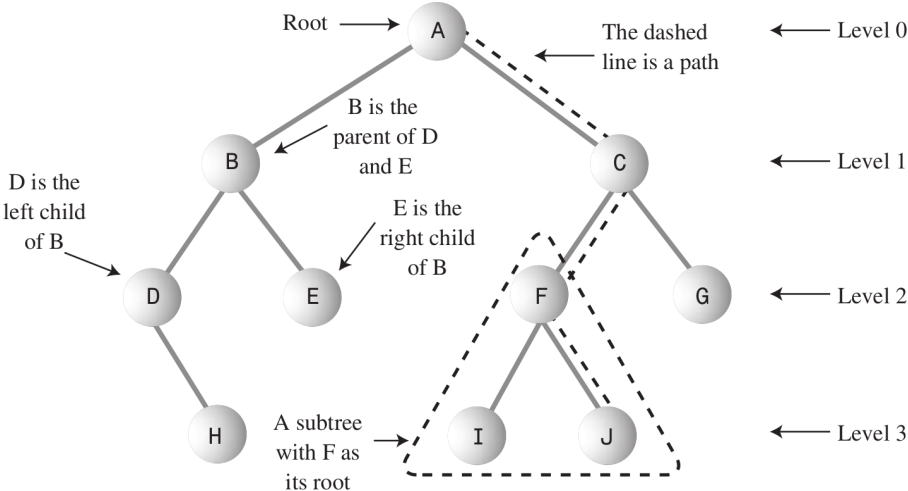 Root
A
The dashed
line is a path
Level 0
B is the
parent of D
and E
B
C
Level 1
D is the
left child
of B
E is the
right child
of B
D
E
F
G
Level 2
H
A subtree
with F as
its root
I
J
Level 3